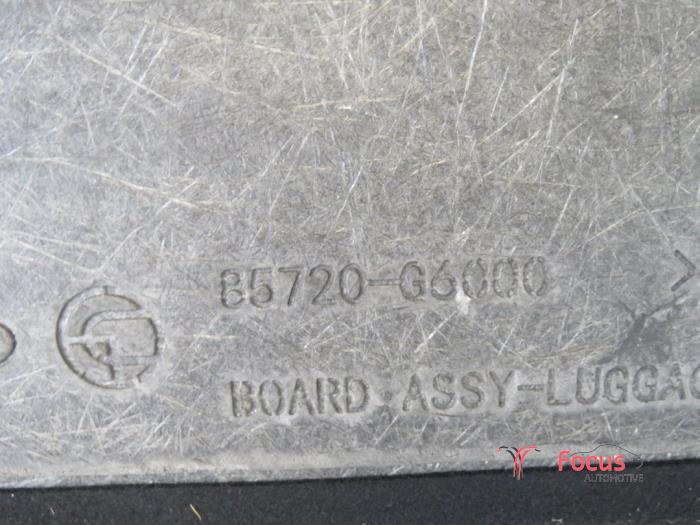 85720-G6000
BOARD ASSY-LUGGAG
Focus
AUTOMOTIVE